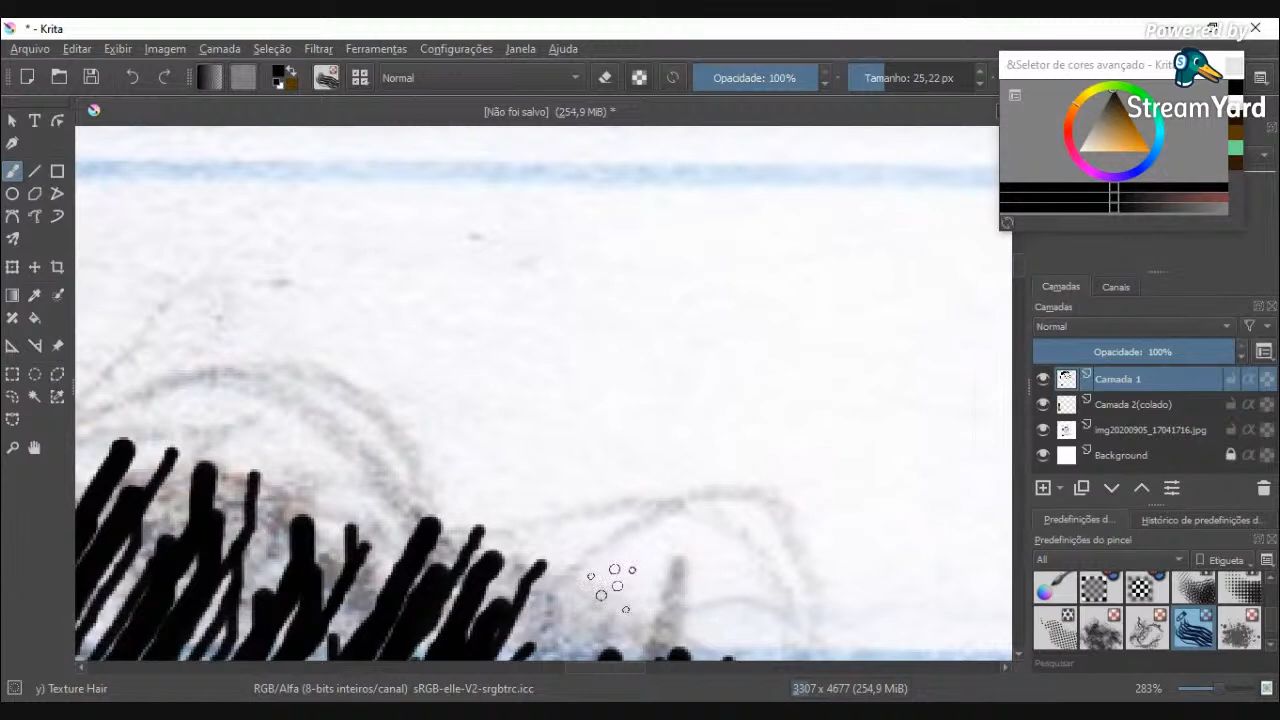 * - Krita
Powered by
StreamYard
Arquivo Editar Exibir Imagem Camada Seleção Filtrar Ferramentas Configurações Janela Ajuda
Normal
Opacidade: 100%
Tamanho: 25,22 px
&Seletor de cores avançado - Krita
[Não foi salvo] (254,9 MiB) *
Camadas Canais
Camadas
Normal
Opacidade: 100%
Camada 1
Camada 2(colado)
img20200905_17041716.jpg
Background
Predefinições d... Histórico de predefinições d...
Predefinições do pincel
All
Etiqueta
Pesquisar
y) Texture Hair
RGB/Alfa (8-bits inteiros/canal) sRGB-elle-V2-srgbtrc.icc
3307 x 4677 (254,9 MiB)
283%